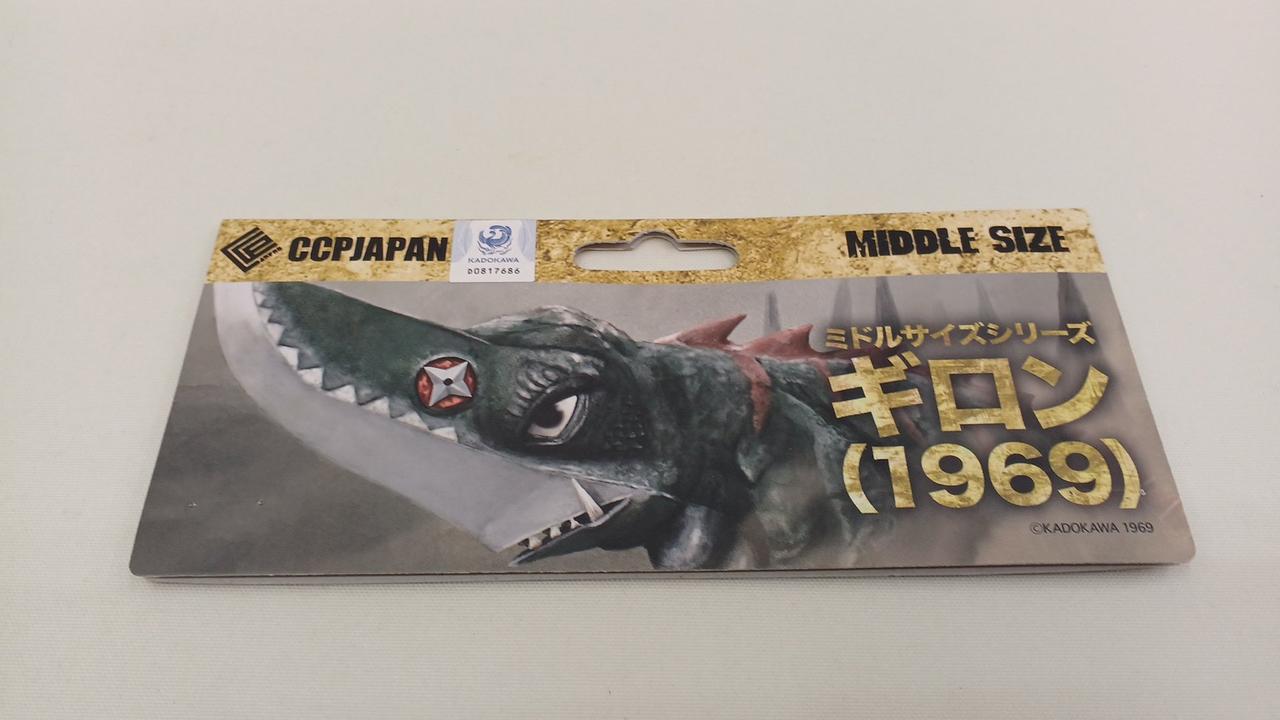 CCPJAPAN
KADOKAWA
D0817686
MIDDLE SIZE
ミドルサイズシリーズ
ギロン
(1969)
©KADOKAWA 1969